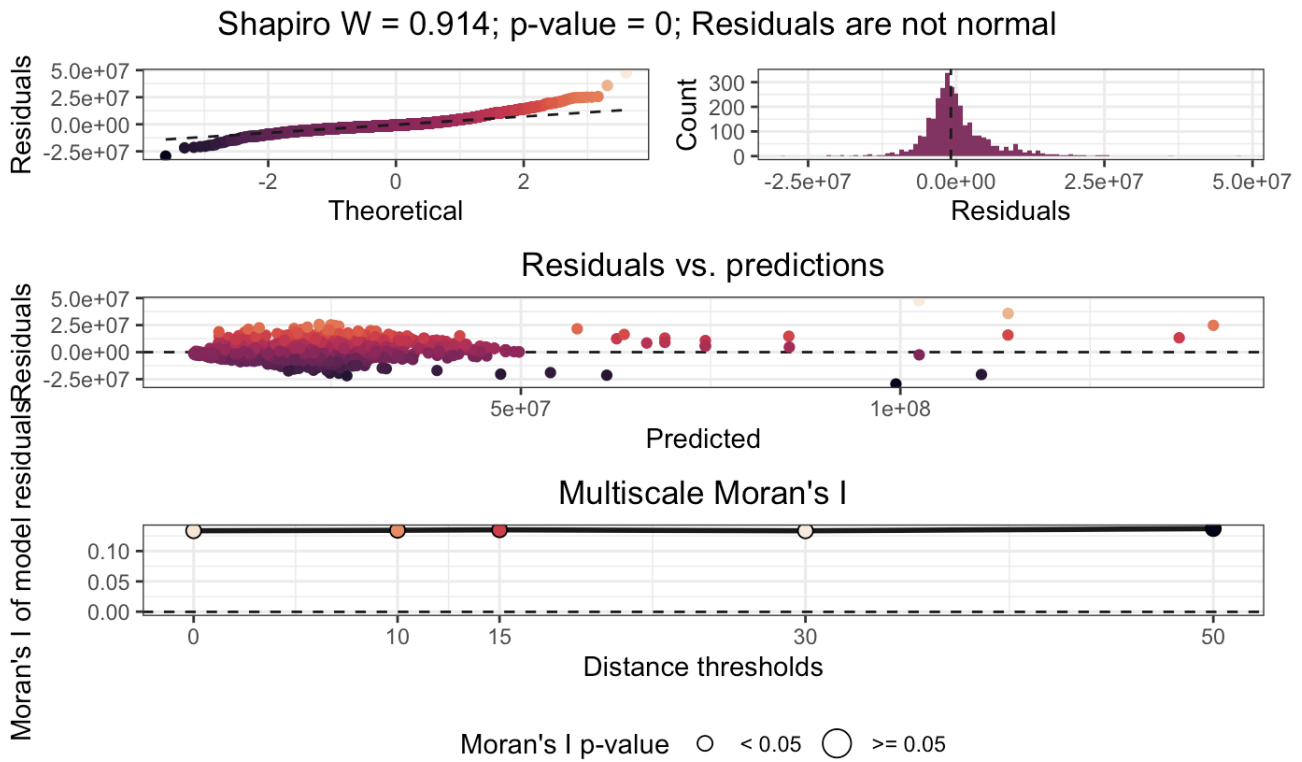 Shapiro W = 0.914; p-value = 0; Residuals are not normal
Residuals
5.0e+07
2.5e+07
0.0e+00
-2.5e+07
-2 0 2
Theoretical
Count
300
200
100
0
-2.5e+07 0.0e+00 2.5e+07 5.0e+07
Residuals
Residuals vs. predictions
Residuals
5.0e+07
2.5e+07
0.0e+00
-2.5e+07
5e+07 1e+08
Predicted
Multiscale Moran's I
Moran's I of model residuals
0.10
0.05
0.00
0 10 15 30 50
Distance thresholds
Moran's I p-value < 0.05 >= 0.05